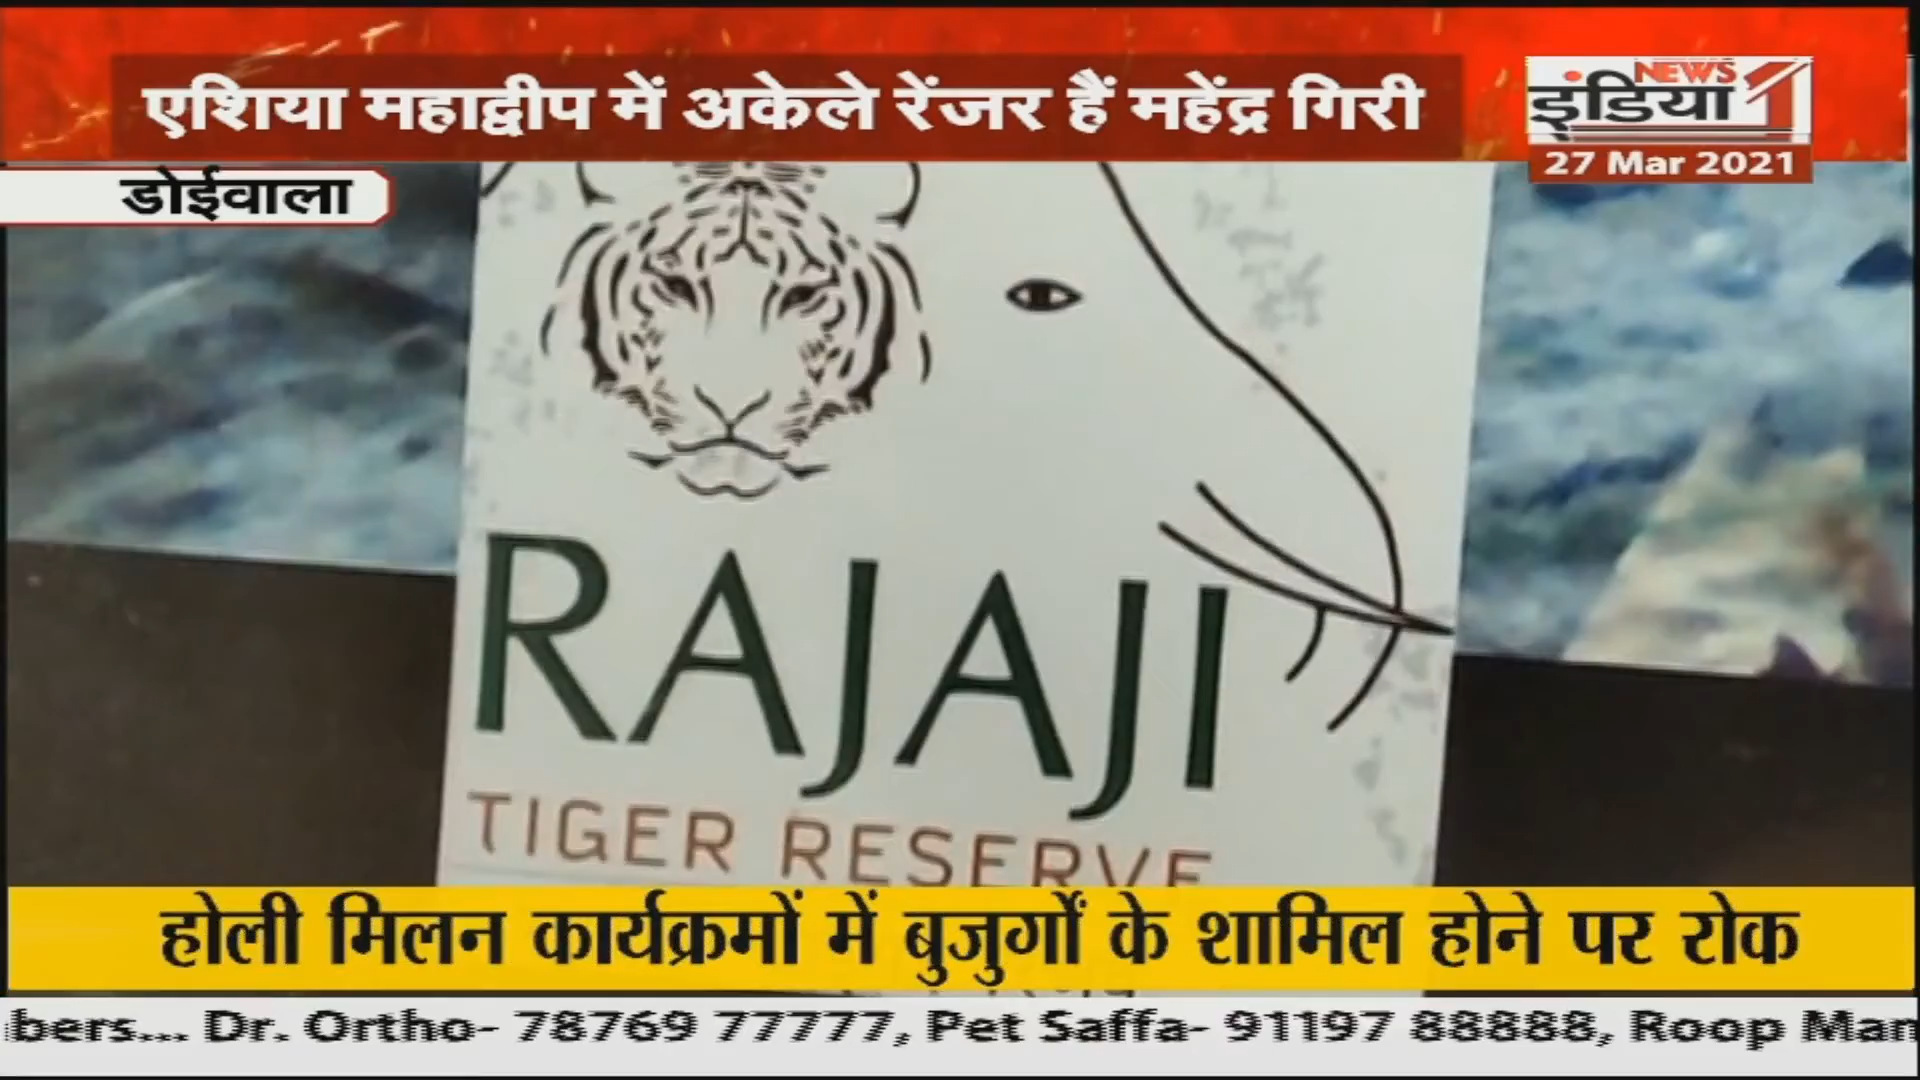 एशिया महाद्वीप में अकेले रेंजर हैं महेंद्र गिरी
NEWS
इंडिया 1
27 Mar 2021
डोईवाला
RAJAJI
TIGER RESERVE
होली मिलन कार्यक्रमों में बुजुर्गों के शामिल होने पर रोक
bers... Dr. Ortho- 78769 77777, Pet Saffa- 91197 88888, Roop Man